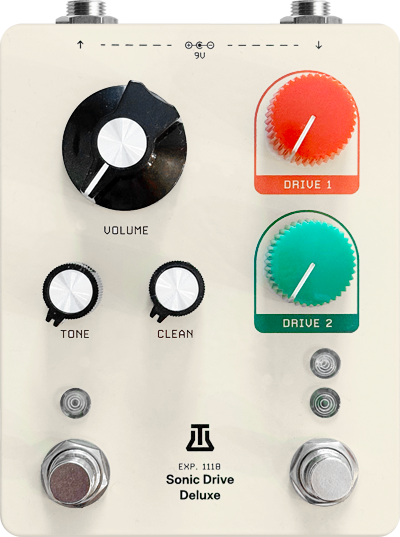 9V
DRIVE 1
VOLUME
DRIVE 2
TONE
CLEAN
EXP. 1118
Sonic Drive
Deluxe